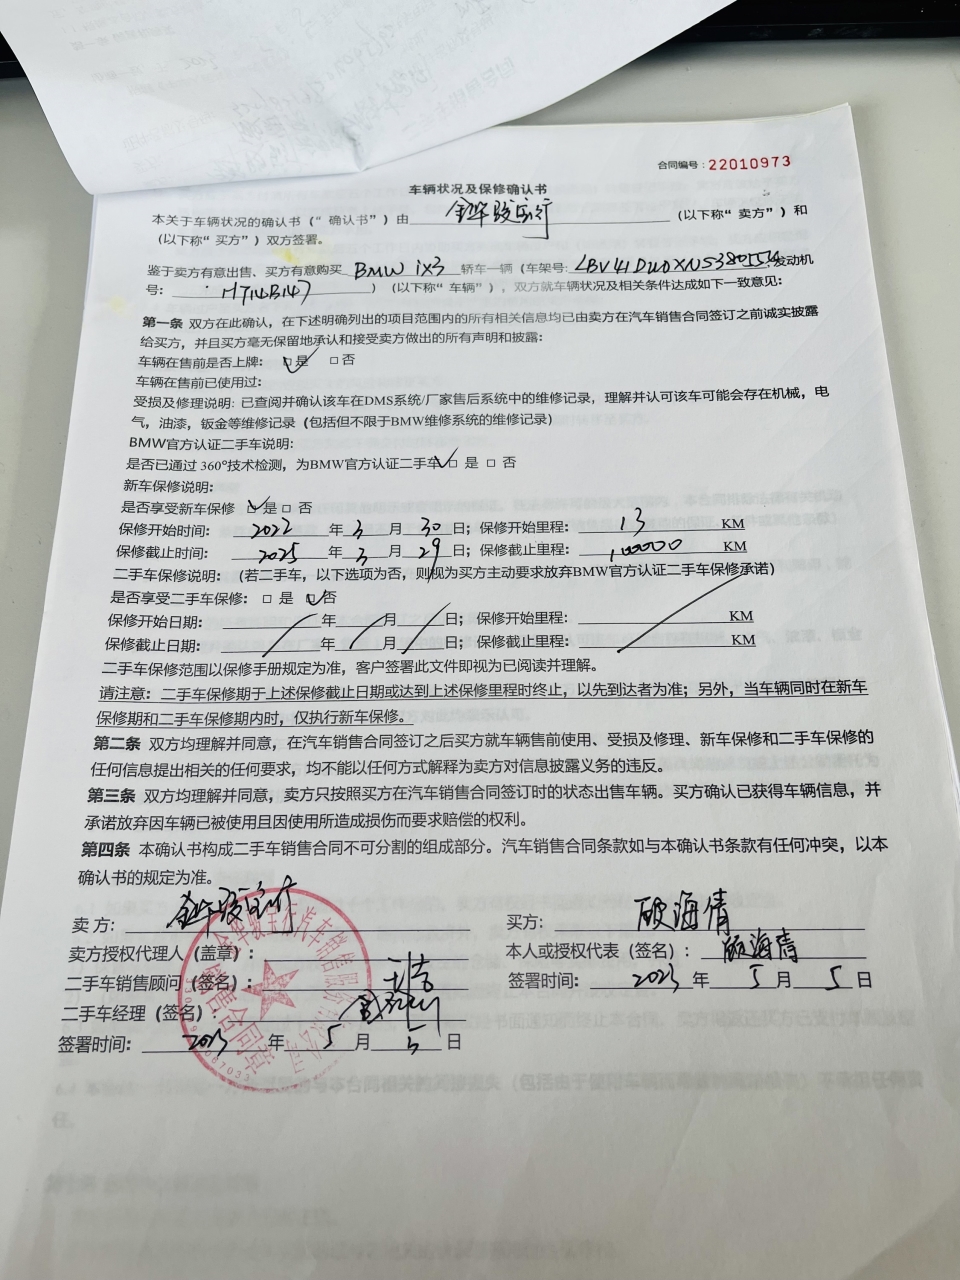 合同编号：22010973
车辆状况及保修确认书
本关于车辆状况的确认书（“确认书”）由 金华骏宝行 （以下称“卖方”）和
（以下称“买方”）双方签署。
鉴于卖方有意出售、买方有意购买 BMW iX3 轿车一辆（车架号: ；发动机
号: ）（以下称“车辆”），双方就车辆状况及相关条件达成如下一致意见：
第一条 双方在此确认，在下述明确列出的项目范围内的所有相关信息均已由卖方在汽车销售合同签订之前诚实披露
给买方，并且买方毫无保留地承认和接受卖方做出的所有声明和披露：
车辆在售前是否上牌: □ 是 □ 否
车辆在售前已使用过:
受损及修理说明: 已查阅并确认该车在DMS系统/厂家售后系统中的维修记录，理解并认可该车可能会存在机械，电
气，油漆，钣金等维修记录（包括但不限于BMW维修系统的维修记录）
BMW官方认证二手车说明:
是否已通过 360°技术检测，为BMW官方认证二手车 □ 是 □ 否
新车保修说明:
是否享受新车保修 □ 是 □ 否
保修开始时间: 2022 年 3 月 30 日；保修开始里程: 13 KM
保修截止时间: 2025 年 3 月 29 日；保修截止里程: 100000 KM
二手车保修说明:（若二手车，以下选项为否，则视为买方主动要求放弃BMW官方认证二手车保修承诺）
是否享受二手车保修: □ 是 □ 否
保修开始日期: 年 月 日；保修开始里程: KM
保修截止日期: 年 月 日；保修截止里程: KM
二手车保修范围以保修手册规定为准，客户签署此文件即视为已阅读并理解。
请注意：二手车保修期于上述保修截止日期或达到上述保修里程时终止，以先到达者为准；另外，当车辆同时在新车
保修期和二手车保修期内时，仅执行新车保修。
第二条 双方均理解并同意，在汽车销售合同签订之后买方就车辆售前使用、受损及修理、新车保修和二手车保修的
任何信息提出相关的任何要求，均不能以任何方式解释为卖方对信息披露义务的违反。
第三条 双方均理解并同意，卖方只按照买方在汽车销售合同签订时的状态出售车辆。买方确认已获得车辆信息，并
承诺放弃因车辆已被使用且因使用所造成损伤而要求赔偿的权利。
第四条 本确认书构成二手车销售合同不可分割的组成部分。汽车销售合同条款如与本确认书条款有任何冲突，以本
确认书的规定为准。
卖 方: 金华骏宝行
卖方授权代理人（盖章）:
二手车销售顾问（签名）:
二手车经理（签名）:
签署时间: 2023 年 5 月 5 日
买方: 顾海倩
本人或授权代表（签名）: 顾海倩
签署时间: 2023 年 5 月 5 日
销售合同章